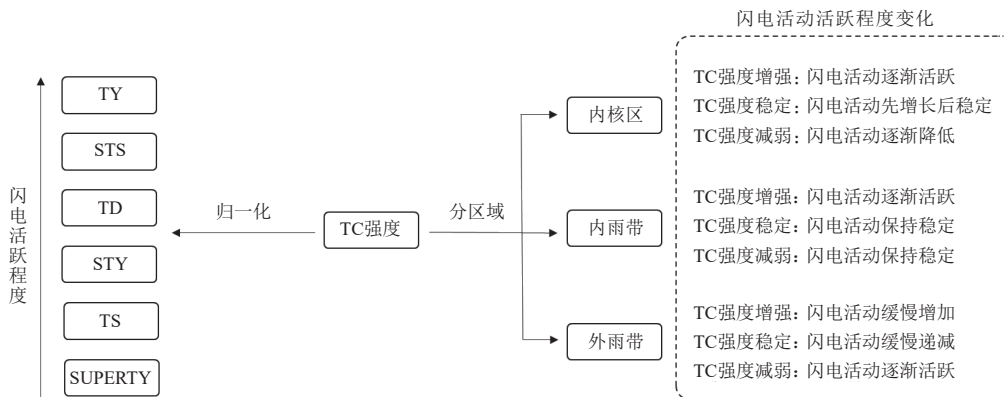 闪电活动活跃程度变化
闪电活跃程度
TY
STS
TD
STY
TS
SUPERTY
归一化
TC强度
分区域
内核区
TC强度增强：闪电活动逐渐活跃
TC强度稳定：闪电活动先增长后稳定
TC强度减弱：闪电活动逐渐降低
内雨带
TC强度增强：闪电活动逐渐活跃
TC强度稳定：闪电活动保持稳定
TC强度减弱：闪电活动保持稳定
外雨带
TC强度增强：闪电活动缓慢增加
TC强度稳定：闪电活动缓慢递减
TC强度减弱：闪电活动逐渐活跃